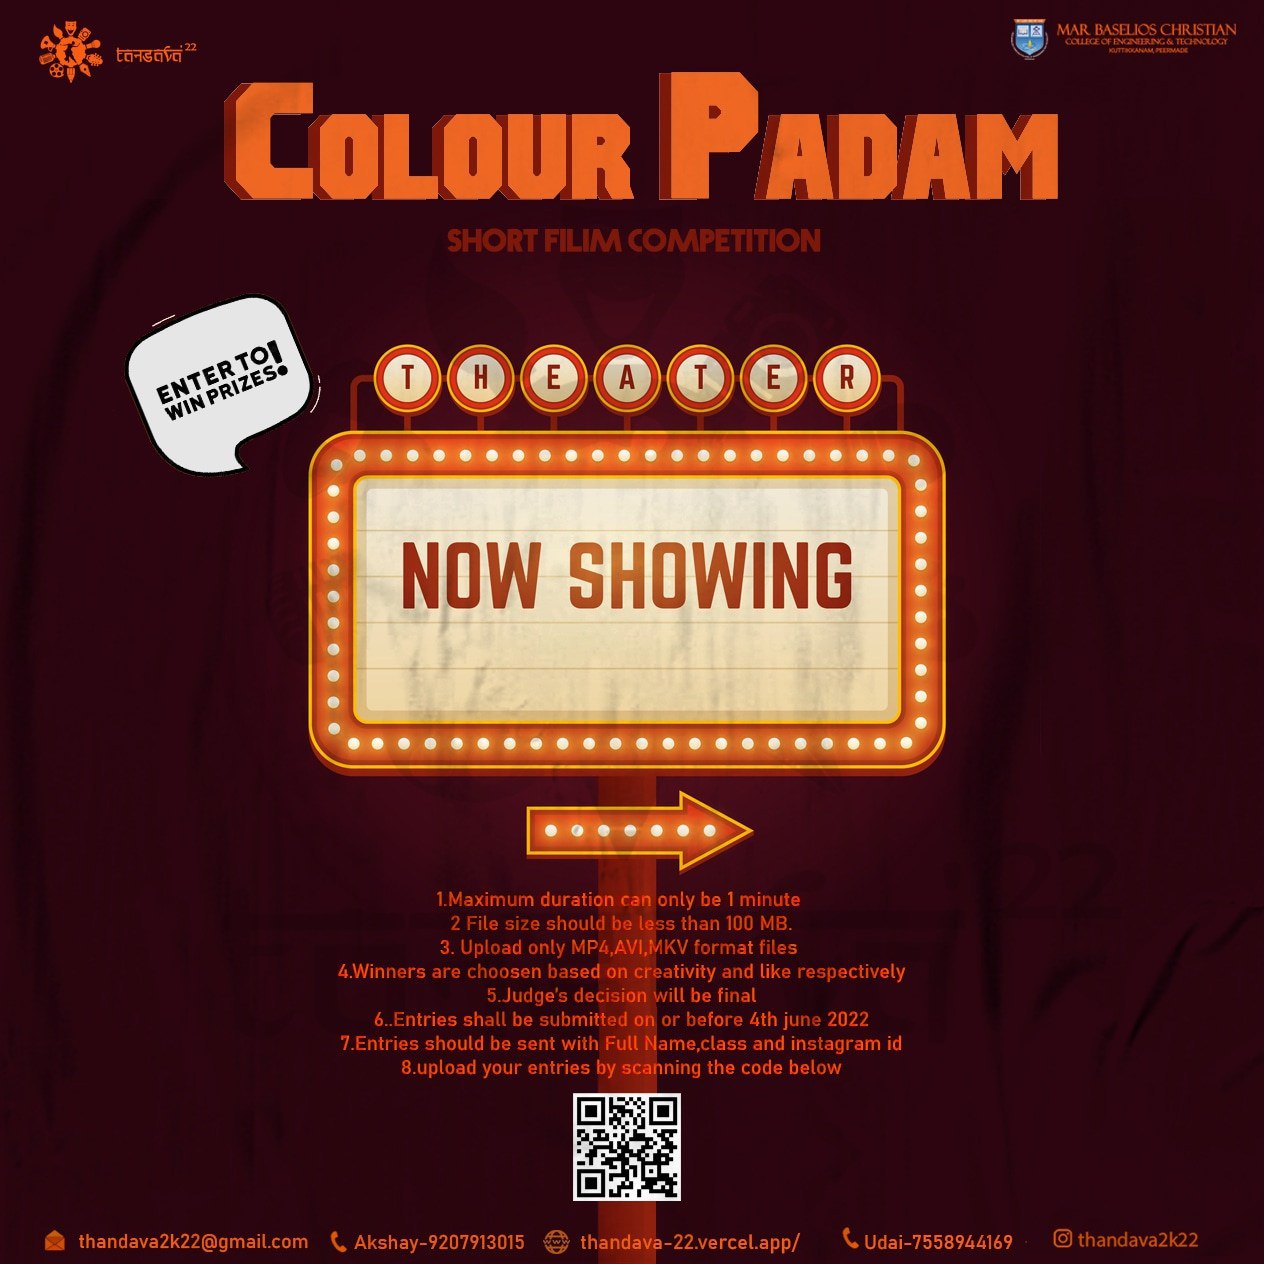 tansava'22
MAR BASELIOS CHRISTIAN
COLLEGE OF ENGINEERING & TECHNOLOGY
KUTTIKKANAM, PEERMADE
COLOUR PADAM
SHORT FILIM COMPETITION
ENTER TO
WIN PRIZES!
THEATER
NOW SHOWING
1.Maximum duration can only be 1 minute
2 File size should be less than 100 MB.
3. Upload only MP4,AVI,MKV format files
4.Winners are choosen based on creativity and like respectively
5.Judge's decision will be final
6..Entries shall be submitted on or before 4th june 2022
7.Entries should be sent with Full Name,class and instagram id
8.upload your entries by scanning the code below
thandava2k22@gmail.com
Akshay-9207913015
thandava-22.vercel.app/
Udai-7558944169
thandava2k22